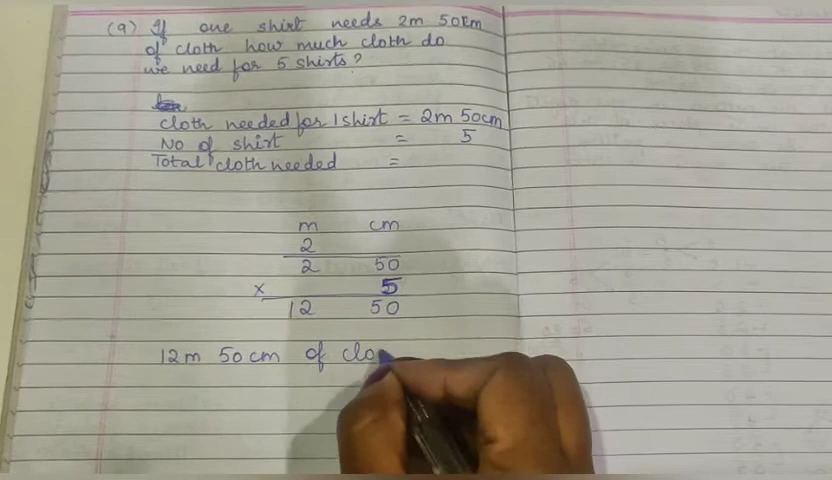 (9) If one shirt needs 2m 50cm
of cloth how much cloth do
we need for 5 shirts?
cloth needed for 1 shirt = 2m 50cm
No of shirt = 5
Total cloth needed =
m cm
2
2 50
× 5
12 50
12m 50cm of clo